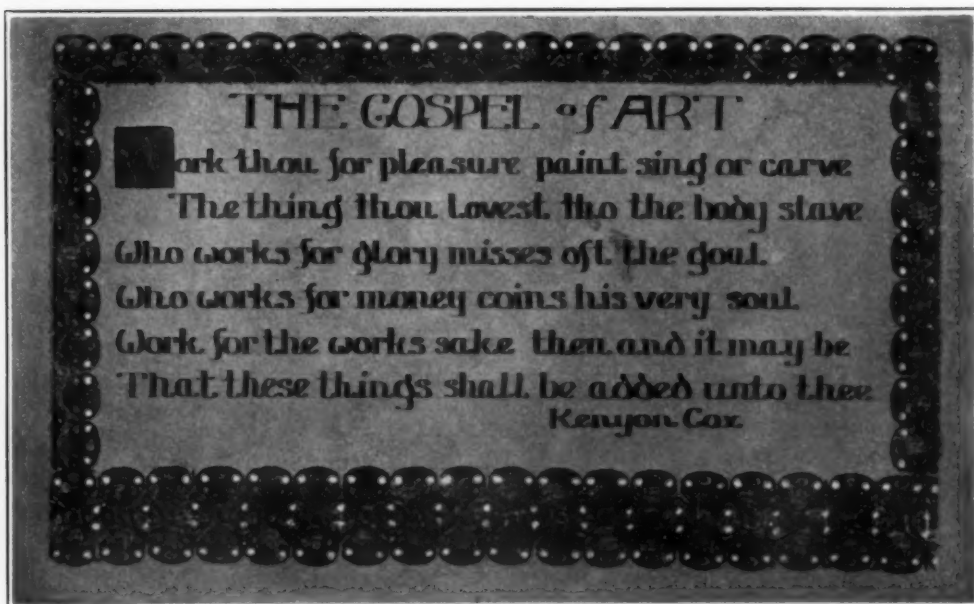 THE GOSPEL of ART
Work thou for pleasure paint sing or carve
The thing thou lovest tho the body stave
Who works for glory misses oft the goal
Who works for money coins his very soul
Work for the works sake then and it may be
That these things shall be added unto thee
Kenyon Cox